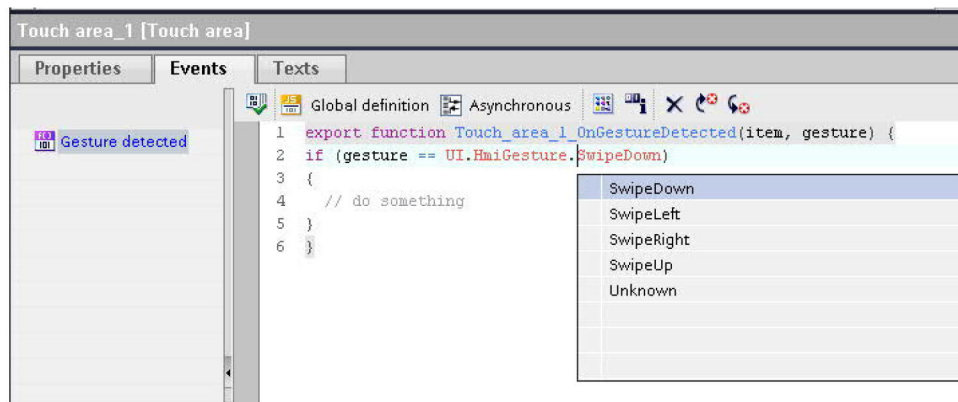 Touch area_1 [Touch area]
Properties Events Texts
Global definition Asynchronous
Gesture detected
1 export function Touch_area_1_OnGestureDetected(item, gesture) {
2 if (gesture == UI.HmiGesture.SwipeDown)
3 {
4 // do something
5 }
6 }
SwipeDown
SwipeLeft
SwipeRight
SwipeUp
Unknown